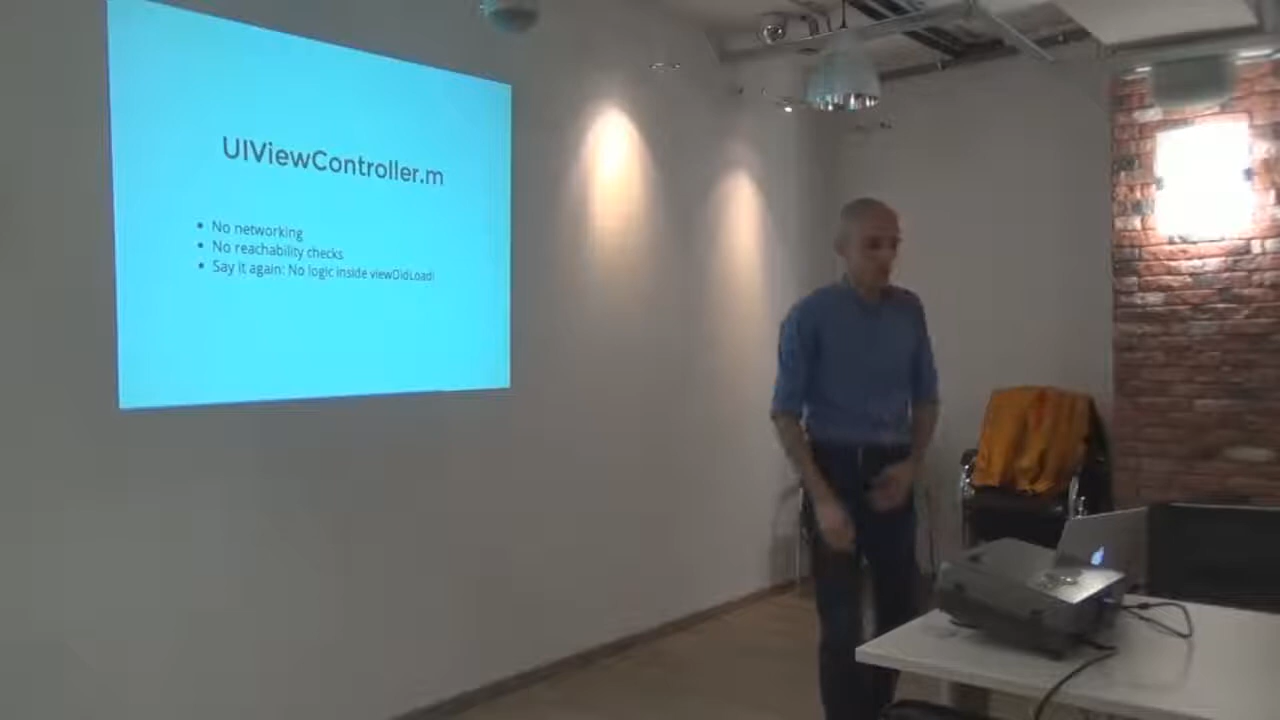 UIViewController.m
• No networking
• No reachability checks
• Say it again: No logic inside viewDidLoad!